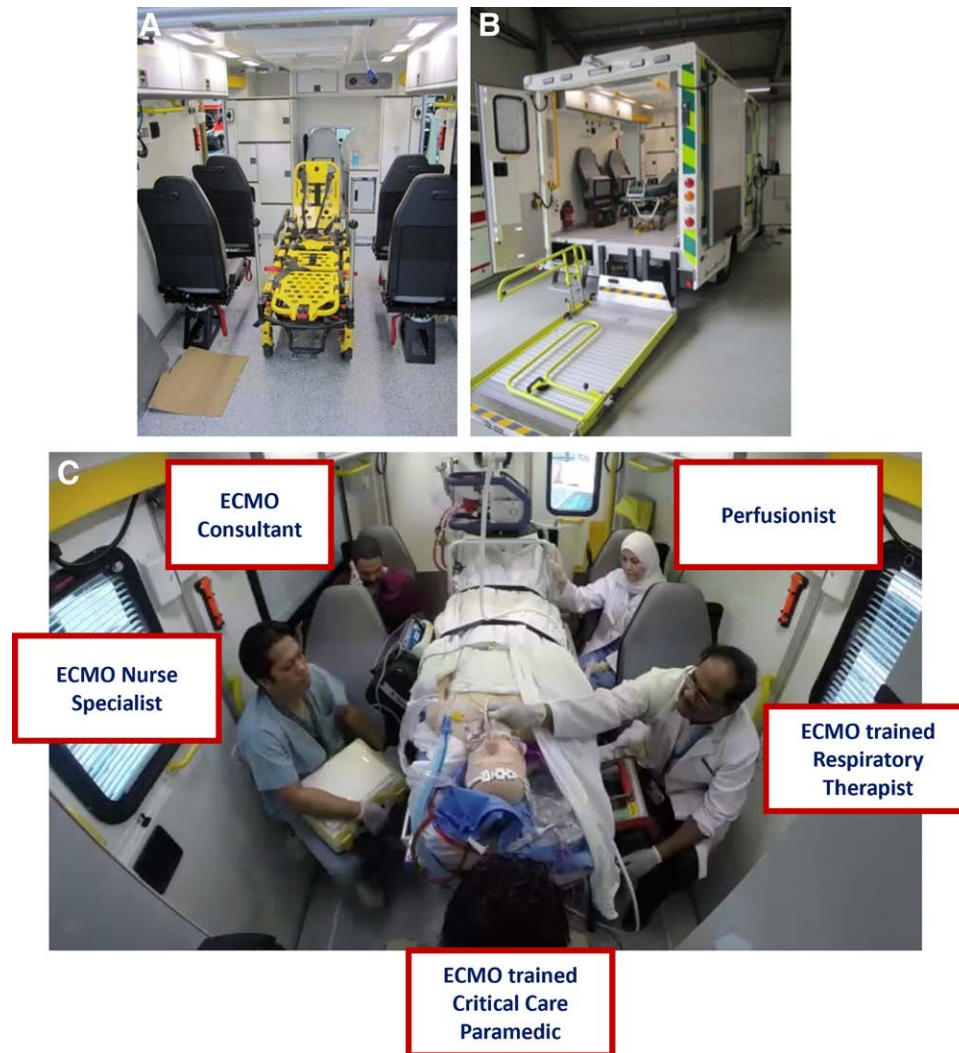 A
B
C
ECMO
Consultant
Perfusionist
ECMO Nurse
Specialist
ECMO trained
Respiratory
Therapist
ECMO trained
Critical Care
Paramedic